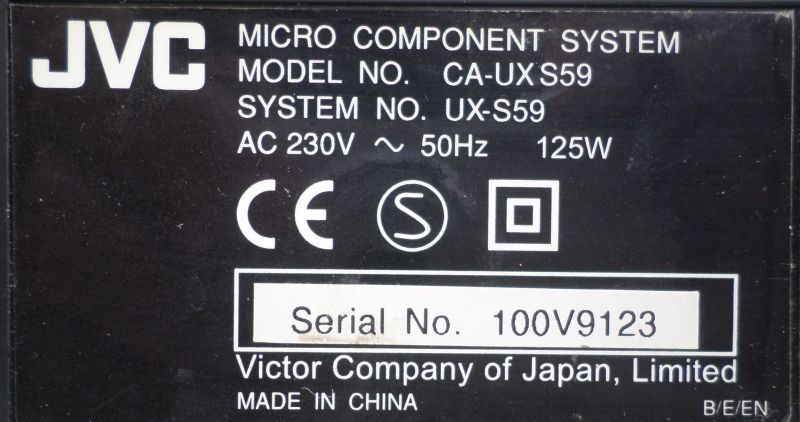 JVC
MICRO COMPONENT SYSTEM
MODEL NO. CA-UXS59
SYSTEM NO. UX-S59
AC 230V ~ 50Hz 125W
CE S
Serial No. 100V9123
Victor Company of Japan, Limited
MADE IN CHINA
B/E/EN